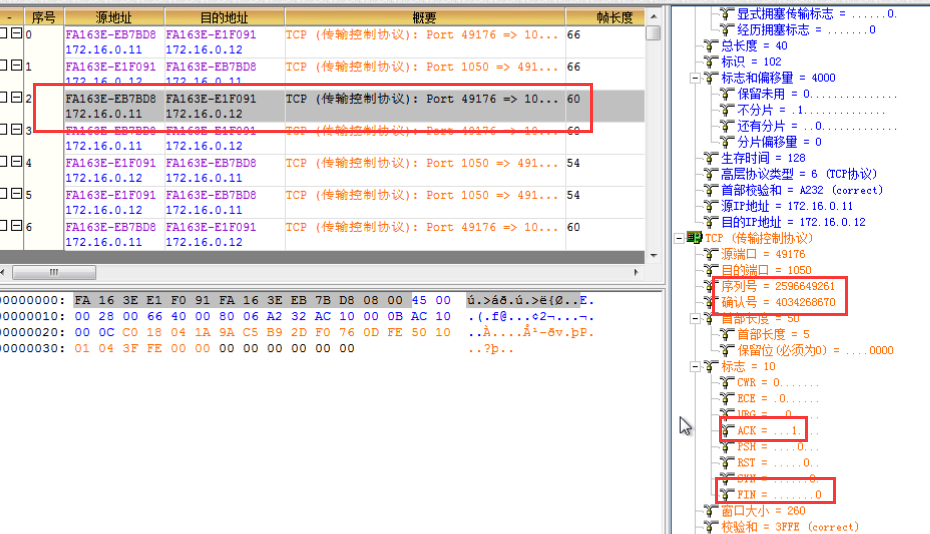 - 序号 源地址 目的地址 概要 帧长度
0 FA163E-EB7BD8 FA163E-E1F091 TCP (传输控制协议): Port 49176 => 10... 66
172.16.0.11 172.16.0.12
1 FA163E-E1F091 FA163E-EB7BD8 TCP (传输控制协议): Port 1050 => 491... 66
172.16.0.12 172.16.0.11
2 FA163E-EB7BD8 FA163E-E1F091 TCP (传输控制协议): Port 49176 => 10... 60
172.16.0.11 172.16.0.12
3 FA163E-EB7BD8 FA163E-E1F091 TCP (传输控制协议): Port 49176 => 10... 60
172.16.0.11 172.16.0.12
4 FA163E-E1F091 FA163E-EB7BD8 TCP (传输控制协议): Port 1050 => 491... 54
172.16.0.12 172.16.0.11
5 FA163E-E1F091 FA163E-EB7BD8 TCP (传输控制协议): Port 1050 => 491... 54
172.16.0.12 172.16.0.11
6 FA163E-EB7BD8 FA163E-E1F091 TCP (传输控制协议): Port 49176 => 10... 60
172.16.0.11 172.16.0.12
00000000: FA 16 3E E1 F0 91 FA 16 3E EB 7B D8 08 00 45 00 ú.>áð.ú.>ë{Ø..E.
00000010: 00 28 00 66 40 00 80 06 A2 32 AC 10 00 0B AC 10 .(.f@...¢2¬...¬.
00000020: 00 0C C0 18 04 1A 9A C5 B9 2D F0 76 0D FE 50 10 ..À....Å¹-ðv.þP.
00000030: 01 04 3F FE 00 00 00 00 00 00 00 00 ..?þ..
显式拥塞传输标志 = ......0.
经历拥塞标志 = .......0
总长度 = 40
标识 = 102
标志和偏移量 = 4000
保留未用 = 0...............
不分片 = .1..............
还有分片 = ..0.............
分片偏移量 = 0
生存时间 = 128
高层协议类型 = 6 (TCP协议)
首部校验和 = A232 (correct)
源IP地址 = 172.16.0.11
目的IP地址 = 172.16.0.12
TCP (传输控制协议)
源端口 = 49176
目的端口 = 1050
序列号 = 2596649261
确认号 = 4034268670
首部长度 = 50
首部长度 = 5
保留位(必须为0) = ....0000
标志 = 10
CWR = 0.......
ECE = .0......
URG = ..0.....
ACK = ...1....
PSH = ....0...
RST = .....0..
SYN = ......0.
FIN = .......0
窗口大小 = 260
校验和 = 3FFE (correct)